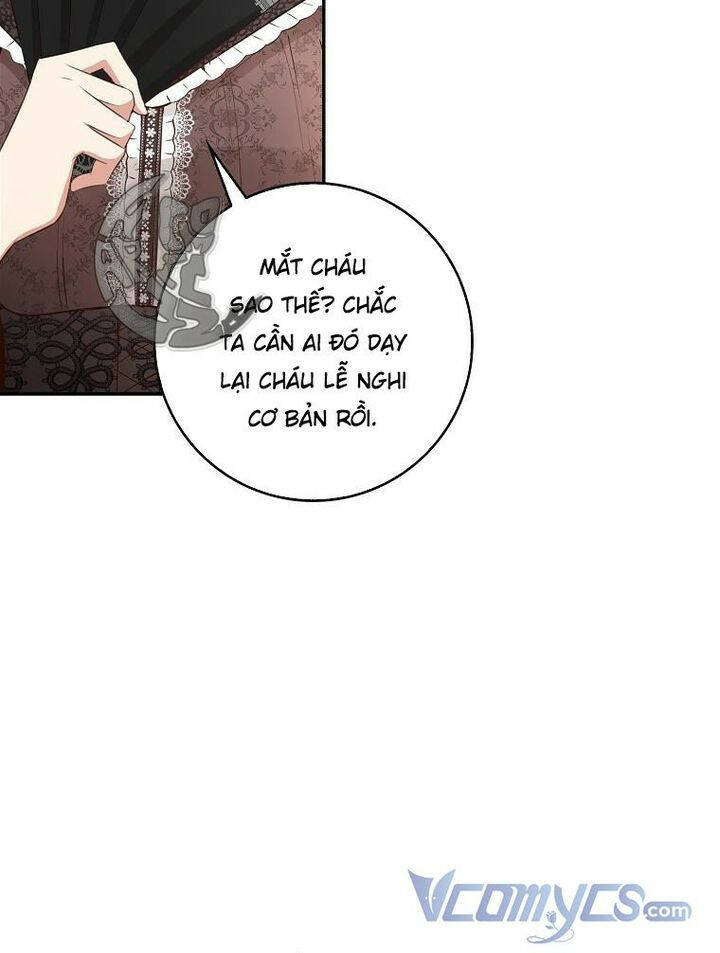 MẮT CHÁU
SAO THẾ? CHẮC
TA CẦN AI ĐÓ DẠY
LẠI CHÁU LỄ NGHI
CƠ BẢN RỒI.
VCOMYCS.com